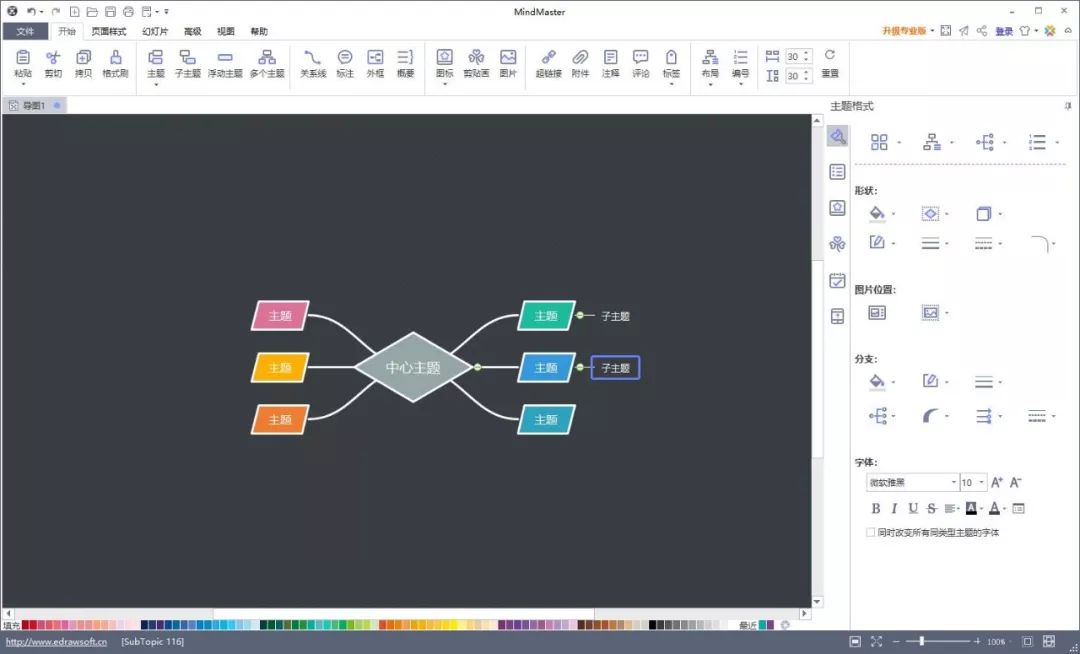 MindMaster
文件 开始 页面样式 幻灯片 高级 视图 帮助
升级专业版 登录
粘贴 剪切 拷贝 格式刷 主题 子主题 浮动主题 多个主题 关系线 标注 外框 概要 图标 剪贴画 图片 超链接 附件 注释 评论 标签 布局 编号 30 30 重置
导图1
主题格式
形状:
图片位置:
分支:
字体:
微软雅黑 10 A+ A-
B I U S A A
同时改变所有同类型主题的字体
主题 主题 子主题
主题 中心主题 主题 子主题
主题 主题
填充 最近
http://www.edrawsoft.cn [SubTopic 116] 100%